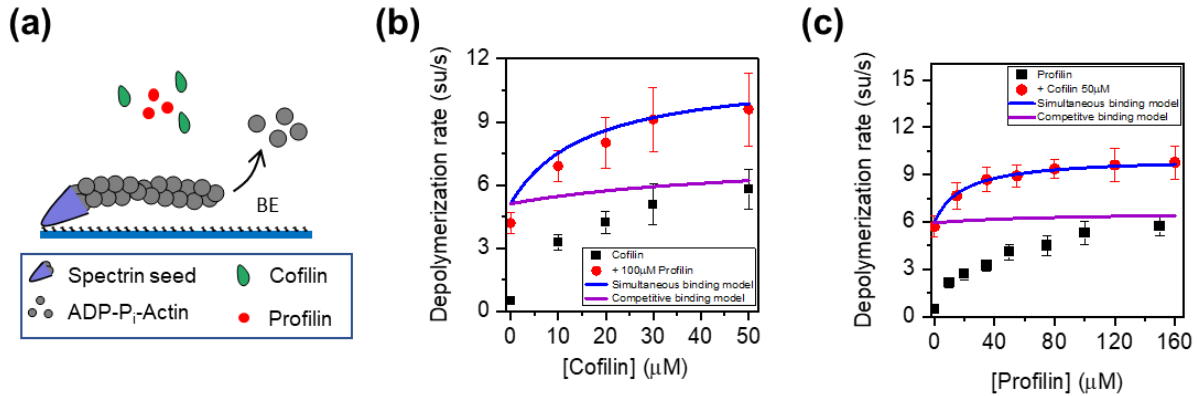 (a)
BE
Spectrin seed
Cofilin
ADP-Pi-Actin
Profilin
(b)
Depolymerization rate (su/s)
12
9
6
3
0
Cofilin
+ 100μM Profilin
Simultaneous binding model
Competitive binding model
0 10 20 30 40 50
[Cofilin] (μM)
(c)
Depolymerization rate (su/s)
15
12
9
6
3
0
Profilin
+ Cofilin 50μM
Simultaneous binding model
Competitive binding model
0 40 80 120 160
[Profilin] (μM)